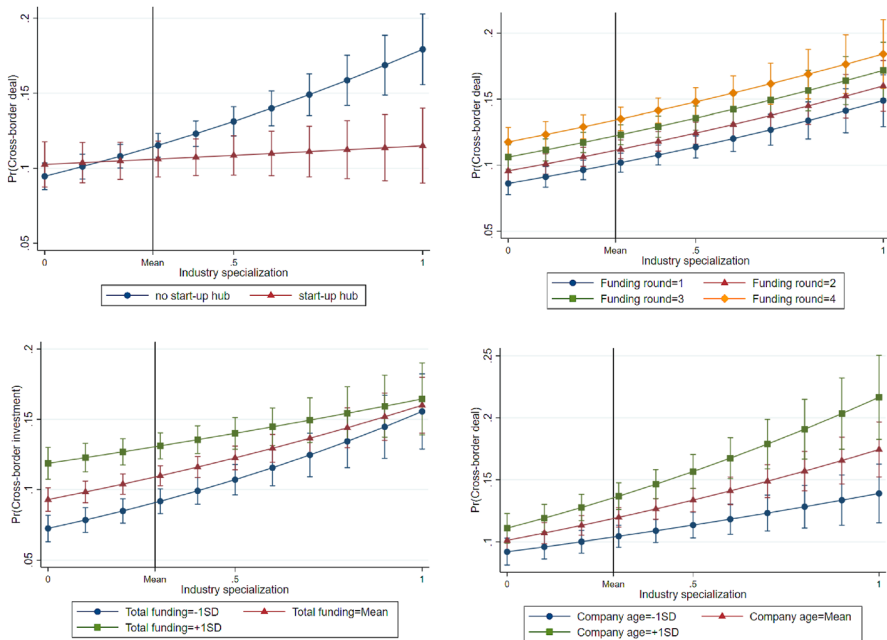 Pr(Cross-border deal)
.2
.15
.1
.05
0
Mean
.5
1
Industry specialization
no start-up hub
start-up hub
Pr(Cross-border deal)
.2
.15
.1
.05
0
Mean
.5
1
Industry specialization
Funding round=1
Funding round=2
Funding round=3
Funding round=4
Pr(Cross-border investment)
.2
.15
.1
.05
0
Mean
.5
1
Industry specialization
Total funding=-1SD
Total funding=Mean
Total funding=+1SD
Pr(Cross-border deal)
.25
.2
.15
.1
0
Mean
.5
1
Industry specialization
Company age=-1SD
Company age=Mean
Company age=+1SD